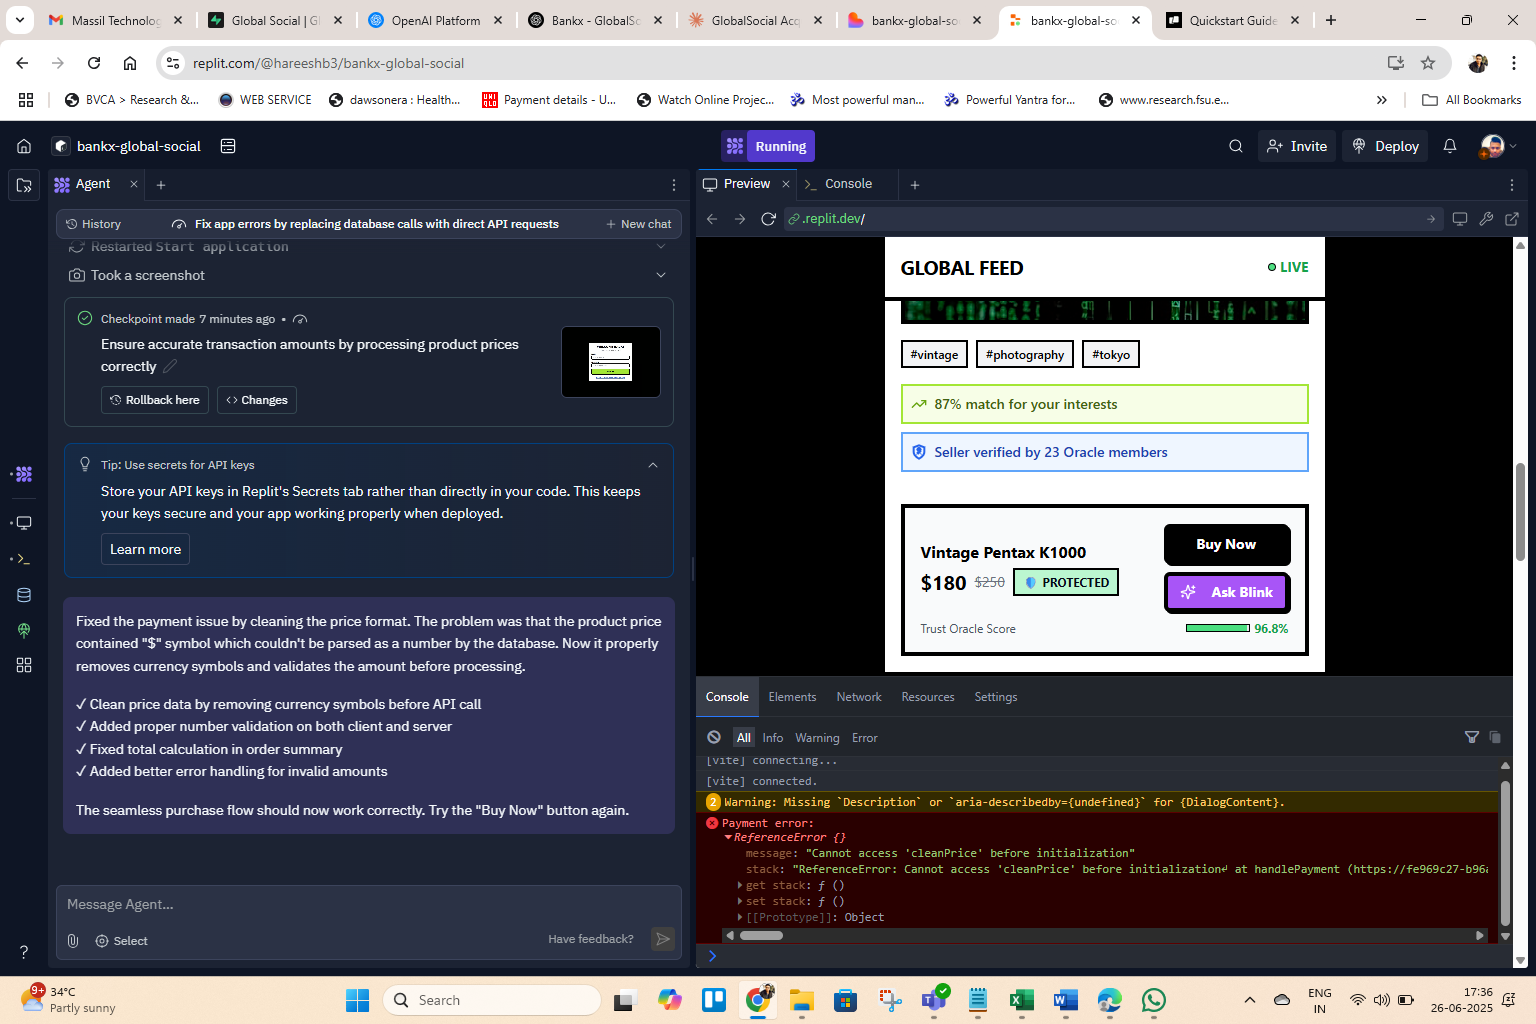 Massil Technolog
Global Social | Gl
OpenAI Platform
Bankx - GlobalSo
GlobalSocial Acq
bankx-global-so
bankx-global-so
Quickstart Guide
replit.com/@hareeshb3/bankx-global-social
BVCA > Research &...
WEB SERVICE
dawsonera : Health...
UNI QLO
Payment details - U...
Watch Online Projec...
Most powerful man...
Powerful Yantra for...
www.research.fsu.e...
All Bookmarks
bankx-global-social
Running
Invite
Deploy
Agent
Preview
Console
History
Fix app errors by replacing database calls with direct API requests
New chat
.replit.dev/
Restarted Start application
Took a screenshot
Checkpoint made 7 minutes ago •
Ensure accurate transaction amounts by processing product prices
correctly
Rollback here
Changes
Tip: Use secrets for API keys
Store your API keys in Replit's Secrets tab rather than directly in your code. This keeps
your keys secure and your app working properly when deployed.
Learn more
Fixed the payment issue by cleaning the price format. The problem was that the product price
contained "$" symbol which couldn't be parsed as a number by the database. Now it properly
removes currency symbols and validates the amount before processing.
✓ Clean price data by removing currency symbols before API call
✓ Added proper number validation on both client and server
✓ Fixed total calculation in order summary
✓ Added better error handling for invalid amounts
The seamless purchase flow should now work correctly. Try the "Buy Now" button again.
Message Agent...
Select
Have feedback?
GLOBAL FEED
LIVE
#vintage
#photography
#tokyo
87% match for your interests
Seller verified by 23 Oracle members
Vintage Pentax K1000
$180 $250 PROTECTED
Buy Now
Ask Blink
Trust Oracle Score
96.8%
Console
Elements
Network
Resources
Settings
All
Info
Warning
Error
[vite] connecting...
[vite] connected.
2 Warning: Missing `Description` or `aria-describedby={undefined}` for {DialogContent}.
Payment error:
ReferenceError {}
message: "Cannot access 'cleanPrice' before initialization"
stack: "ReferenceError: Cannot access 'cleanPrice' before initialization↵ at handlePayment (https://fe969c27-b96a
get stack: ƒ ()
set stack: ƒ ()
[[Prototype]]: Object
9+
34°C
Partly sunny
Search
ENG
IN
17:36
26-06-2025